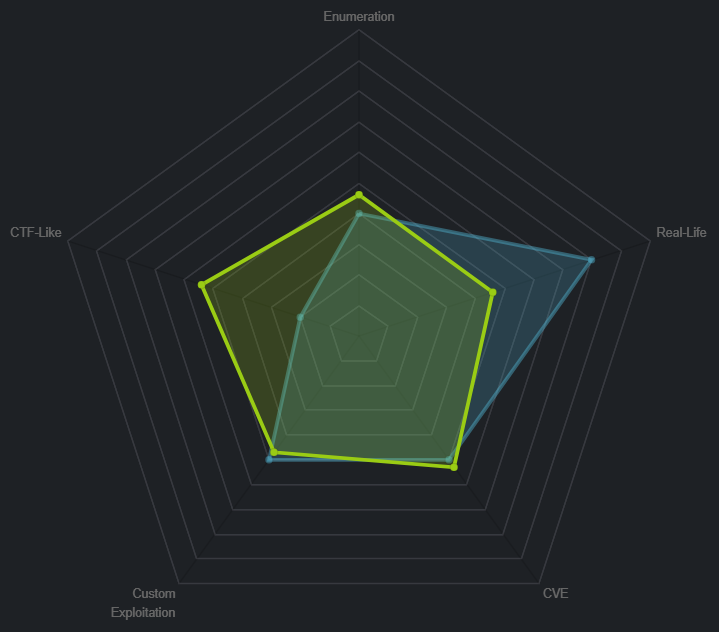 Enumeration
CTF-Like
Real-Life
Custom
Exploitation
CVE